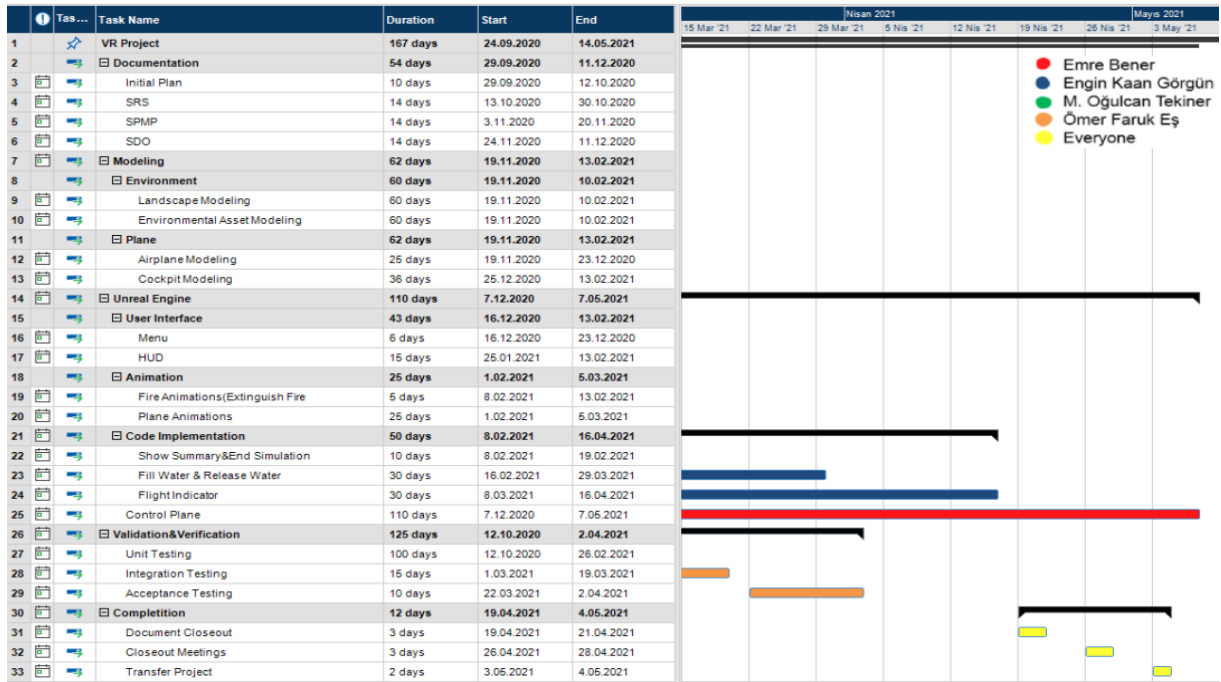 Tas... Task Name Duration Start End
Nisan 2021 Mayıs 2021
15 Mar '21 22 Mar '21 29 Mar '21 5 Nis '21 12 Nis '21 19 Nis '21 26 Nis '21 3 May '21
1 VR Project 167 days 24.09.2020 14.05.2021
2 Documentation 54 days 29.09.2020 11.12.2020
3 Initial Plan 10 days 29.09.2020 12.10.2020
4 SRS 14 days 13.10.2020 30.10.2020
5 SPMP 14 days 3.11.2020 20.11.2020
6 SDO 14 days 24.11.2020 11.12.2020
7 Modeling 62 days 19.11.2020 13.02.2021
8 Environment 60 days 19.11.2020 10.02.2021
9 Landscape Modeling 60 days 19.11.2020 10.02.2021
10 Environmental Asset Modeling 60 days 19.11.2020 10.02.2021
11 Plane 62 days 19.11.2020 13.02.2021
12 Airplane Modeling 25 days 19.11.2020 23.12.2020
13 Cockpit Modeling 36 days 25.12.2020 13.02.2021
14 Unreal Engine 110 days 7.12.2020 7.05.2021
15 User Interface 43 days 16.12.2020 13.02.2021
16 Menu 6 days 16.12.2020 23.12.2020
17 HUD 15 days 25.01.2021 13.02.2021
18 Animation 25 days 1.02.2021 5.03.2021
19 Fire Animations(Extinguish Fire 5 days 8.02.2021 13.02.2021
20 Plane Animations 25 days 1.02.2021 5.03.2021
21 Code Implementation 50 days 8.02.2021 16.04.2021
22 Show Summary&End Simulation 10 days 8.02.2021 19.02.2021
23 Fill Water & Release Water 30 days 16.02.2021 29.03.2021
24 Flight Indicator 30 days 8.03.2021 16.04.2021
25 Control Plane 110 days 7.12.2020 7.05.2021
26 Validation&Verification 125 days 12.10.2020 2.04.2021
27 Unit Testing 100 days 12.10.2020 26.02.2021
28 Integration Testing 15 days 1.03.2021 19.03.2021
29 Acceptance Testing 10 days 22.03.2021 2.04.2021
30 Completition 12 days 19.04.2021 4.05.2021
31 Document Closeout 3 days 19.04.2021 21.04.2021
32 Closeout Meetings 3 days 26.04.2021 28.04.2021
33 Transfer Project 2 days 3.05.2021 4.05.2021
Emre Bener
Engin Kaan Görgün
M. Oğulcan Tekiner
Ömer Faruk Eş
Everyone